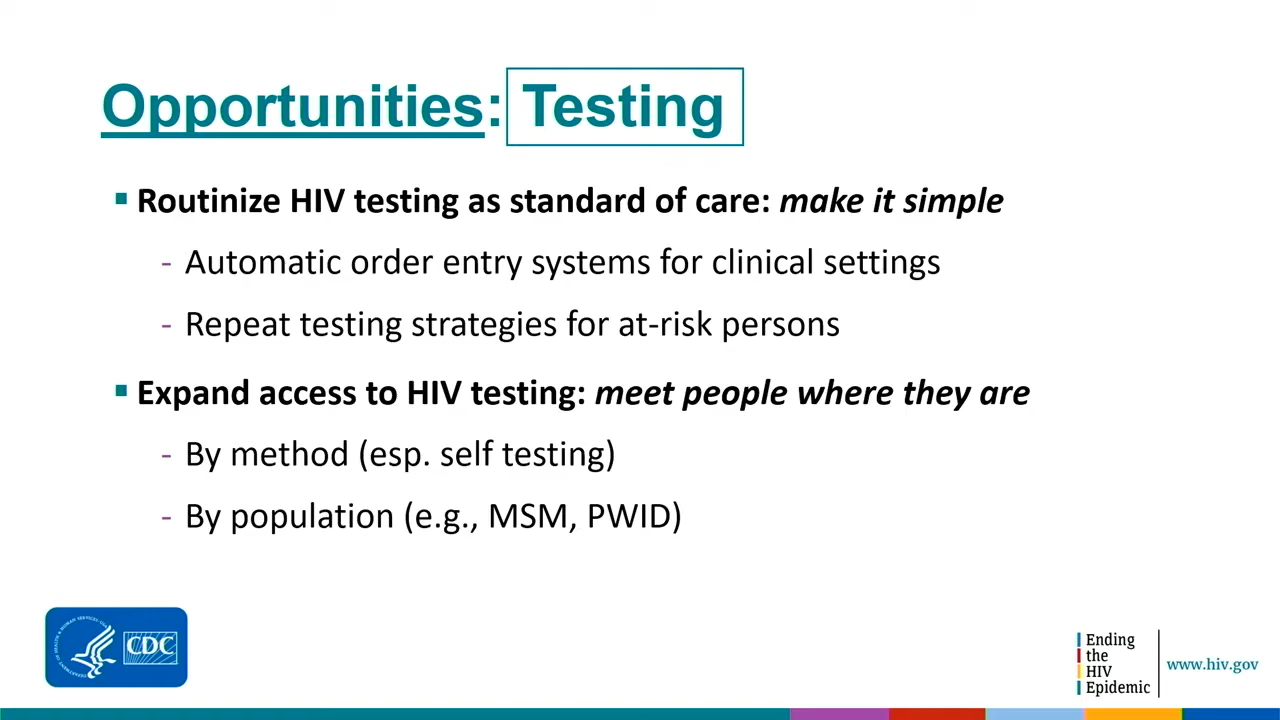 Opportunities: Testing
▪ Routinize HIV testing as standard of care: make it simple
- Automatic order entry systems for clinical settings
- Repeat testing strategies for at-risk persons
▪ Expand access to HIV testing: meet people where they are
- By method (esp. self testing)
- By population (e.g., MSM, PWID)
CDC
Ending
the
HIV
Epidemic
www.hiv.gov